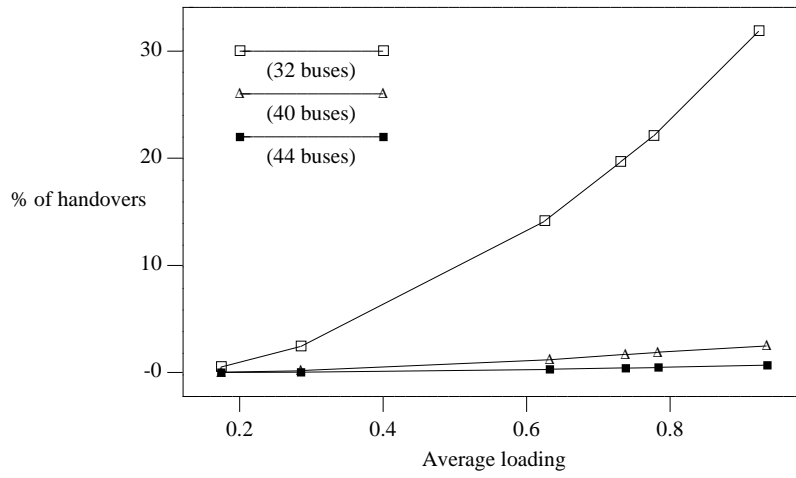 30
(32 buses)
(40 buses)
20
(44 buses)
% of handovers
10
-0
0.2 0.4 0.6 0.8
Average loading